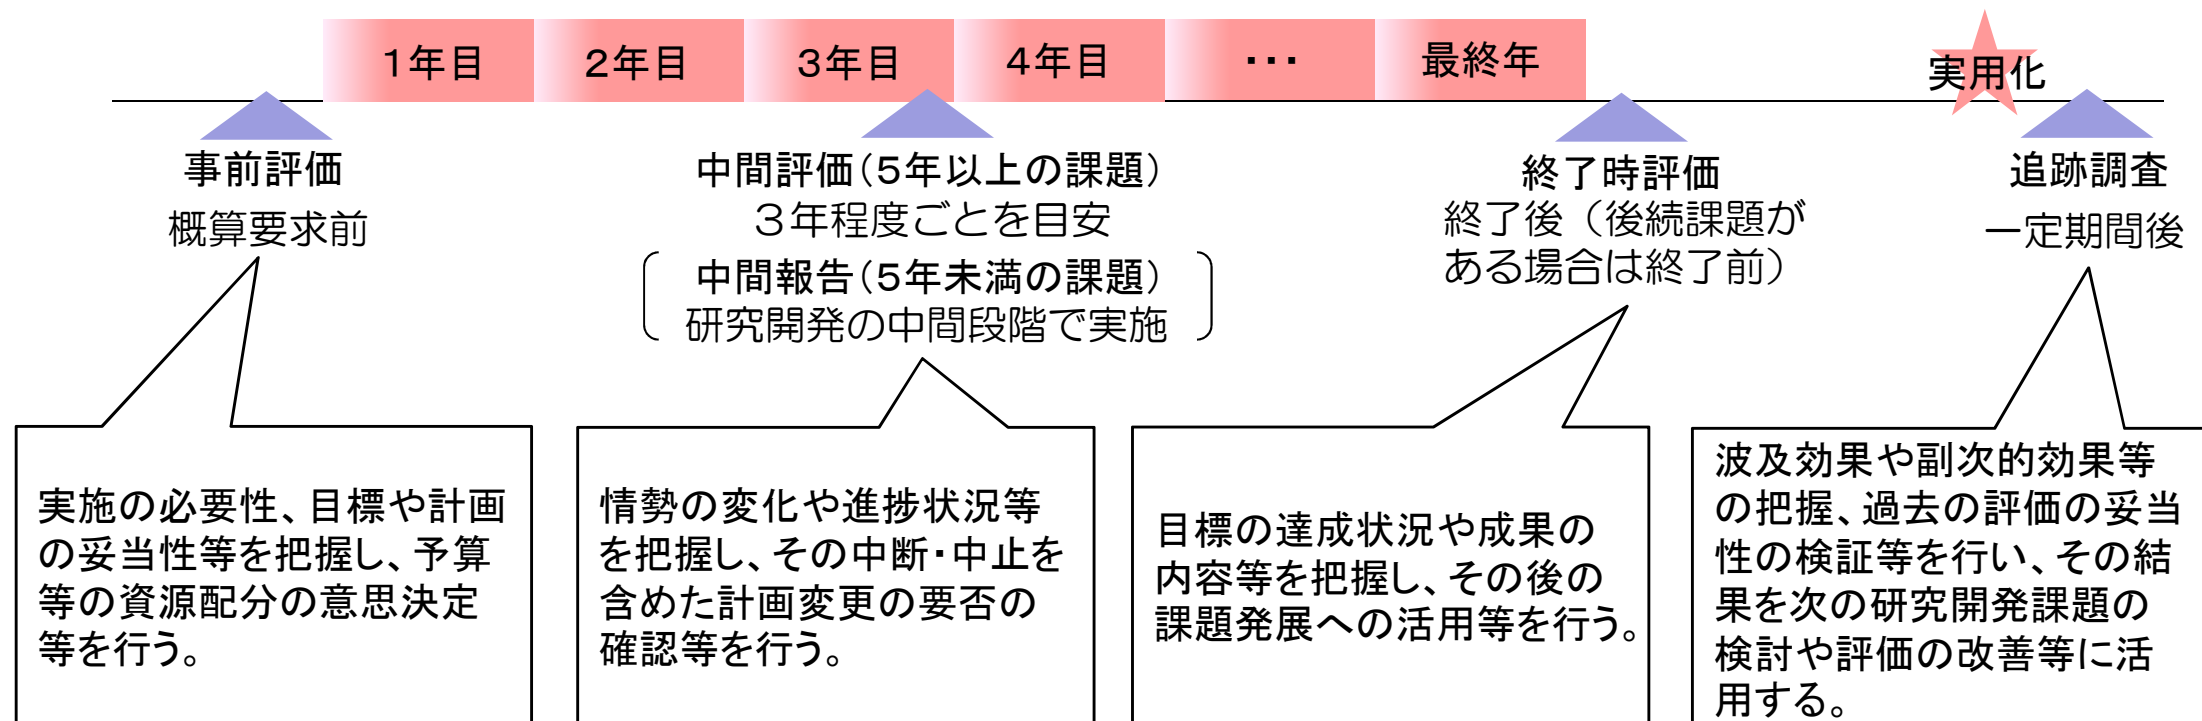 1年目
2年目
3年目
4年目
・・・
最終年
実用化
事前評価
概算要求前
中間評価(5年以上の課題)
3年程度ごとを目安
中間報告(5年未満の課題)
研究開発の中間段階で実施
終了時評価
終了後(後続課題が
ある場合は終了前)
追跡調査
一定期間後
実施の必要性、目標や計画
の妥当性等を把握し、予算
等の資源配分の意思決定
等を行う。
情勢の変化や進捗状況等
を把握し、その中断・中止を
含めた計画変更の要否の
確認等を行う。
目標の達成状況や成果の
内容等を把握し、その後の
課題発展への活用等を行う。
波及効果や副次的効果等
の把握、過去の評価の妥当
性の検証等を行い、その結
果を次の研究開発課題の
検討や評価の改善等に活
用する。